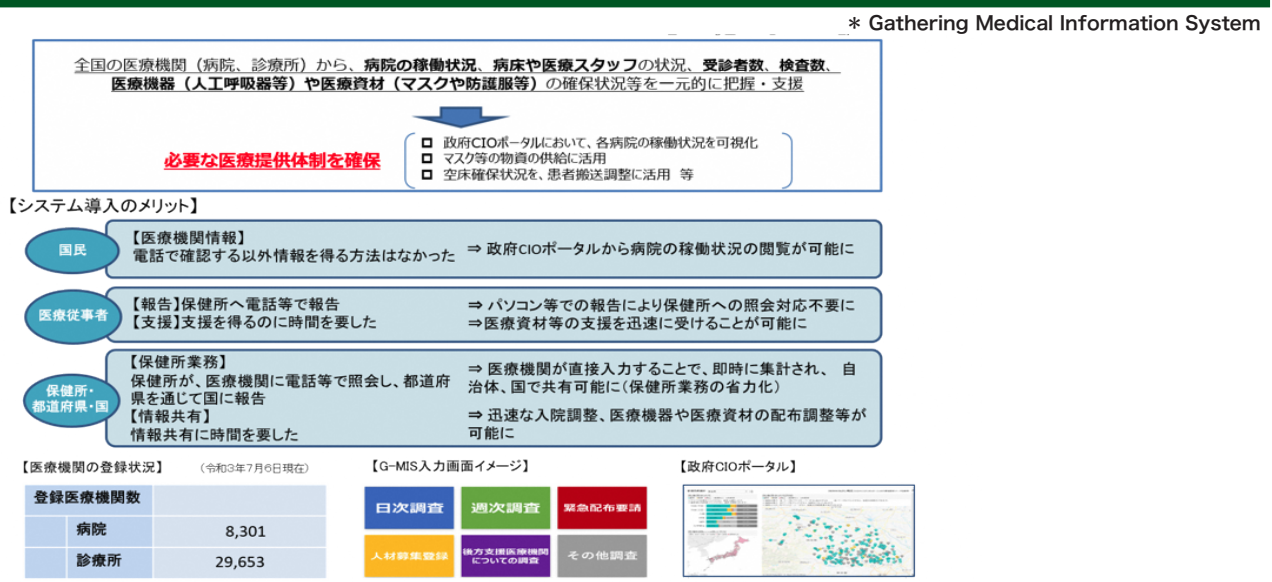 ＊ Gathering Medical Information System
全国の医療機関（病院、診療所）から、病院の稼働状況、病床や医療スタッフの状況、受診者数、検査数、
医療機器（人工呼吸器等）や医療資材（マスクや防護服等）の確保状況等を一元的に把握・支援
必要な医療提供体制を確保
政府CIOポータルにおいて、各病院の稼働状況を可視化
マスク等の物資の供給に活用
空床確保状況を、患者搬送調整に活用 等
【システム導入のメリット】
国民
【医療機関情報】
電話で確認する以外情報を得る方法はなかった
⇒ 政府CIOポータルから病院の稼働状況の閲覧が可能に
医療従事者
【報告】保健所へ電話等で報告
【支援】支援を得るのに時間を要した
⇒ パソコン等での報告により保健所への照会対応不要に
⇒医療資材等の支援を迅速に受けることが可能に
保健所・
都道府県・国
【保健所業務】
保健所が、医療機関に電話等で照会し、都道府
県を通じて国に報告
【情報共有】
情報共有に時間を要した
⇒ 医療機関が直接入力することで、即時に集計され、 自
治体、国で共有可能に（保健所業務の省力化）
⇒ 迅速な入院調整、医療機器や医療資材の配布調整等が
可能に
【医療機関の登録状況】 （令和3年7月6日現在）
登録医療機関数
病院 8,301
診療所 29,653
【G-MIS入力画面イメージ】
日次調査 週次調査 緊急配布要請
人材募集登録 後方支援医療機関についての調査 その他調査
【政府CIOポータル】